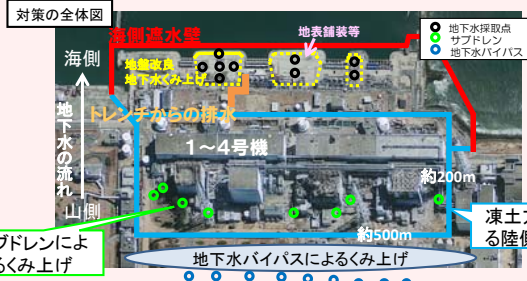 対策の全体図
海側遮水壁
地表舗装等
地下水採取点
サブドレン
地下水バイパス
海側
地盤改良
地下水くみ上げ
トレンチからの排水
地下水の流れ
1～4号機
山側
約200m
約500m
ブドレンによ
るくみ上げ
凍土
る陸側
地下水バイパスによるくみ上げ